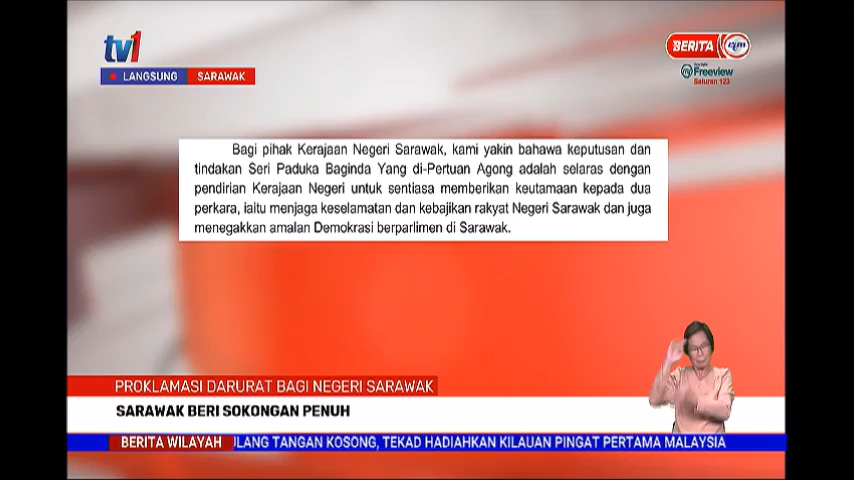 tv1
LANGSUNG SARAWAK
BERITA rtm
Freeview
Saluran 123
Bagi pihak Kerajaan Negeri Sarawak, kami yakin bahawa keputusan dan
tindakan Seri Paduka Baginda Yang di-Pertuan Agong adalah selaras dengan
pendirian Kerajaan Negeri untuk sentiasa memberikan keutamaan kepada dua
perkara, iaitu menjaga keselamatan dan kebajikan rakyat Negeri Sarawak dan juga
menegakkan amalan Demokrasi berparlimen di Sarawak.
PROKLAMASI DARURAT BAGI NEGERI SARAWAK
SARAWAK BERI SOKONGAN PENUH
BERITA WILAYAH ILANG TANGAN KOSONG, TEKAD HADIAHKAN KILAUAN PINGAT PERTAMA MALAYSIA